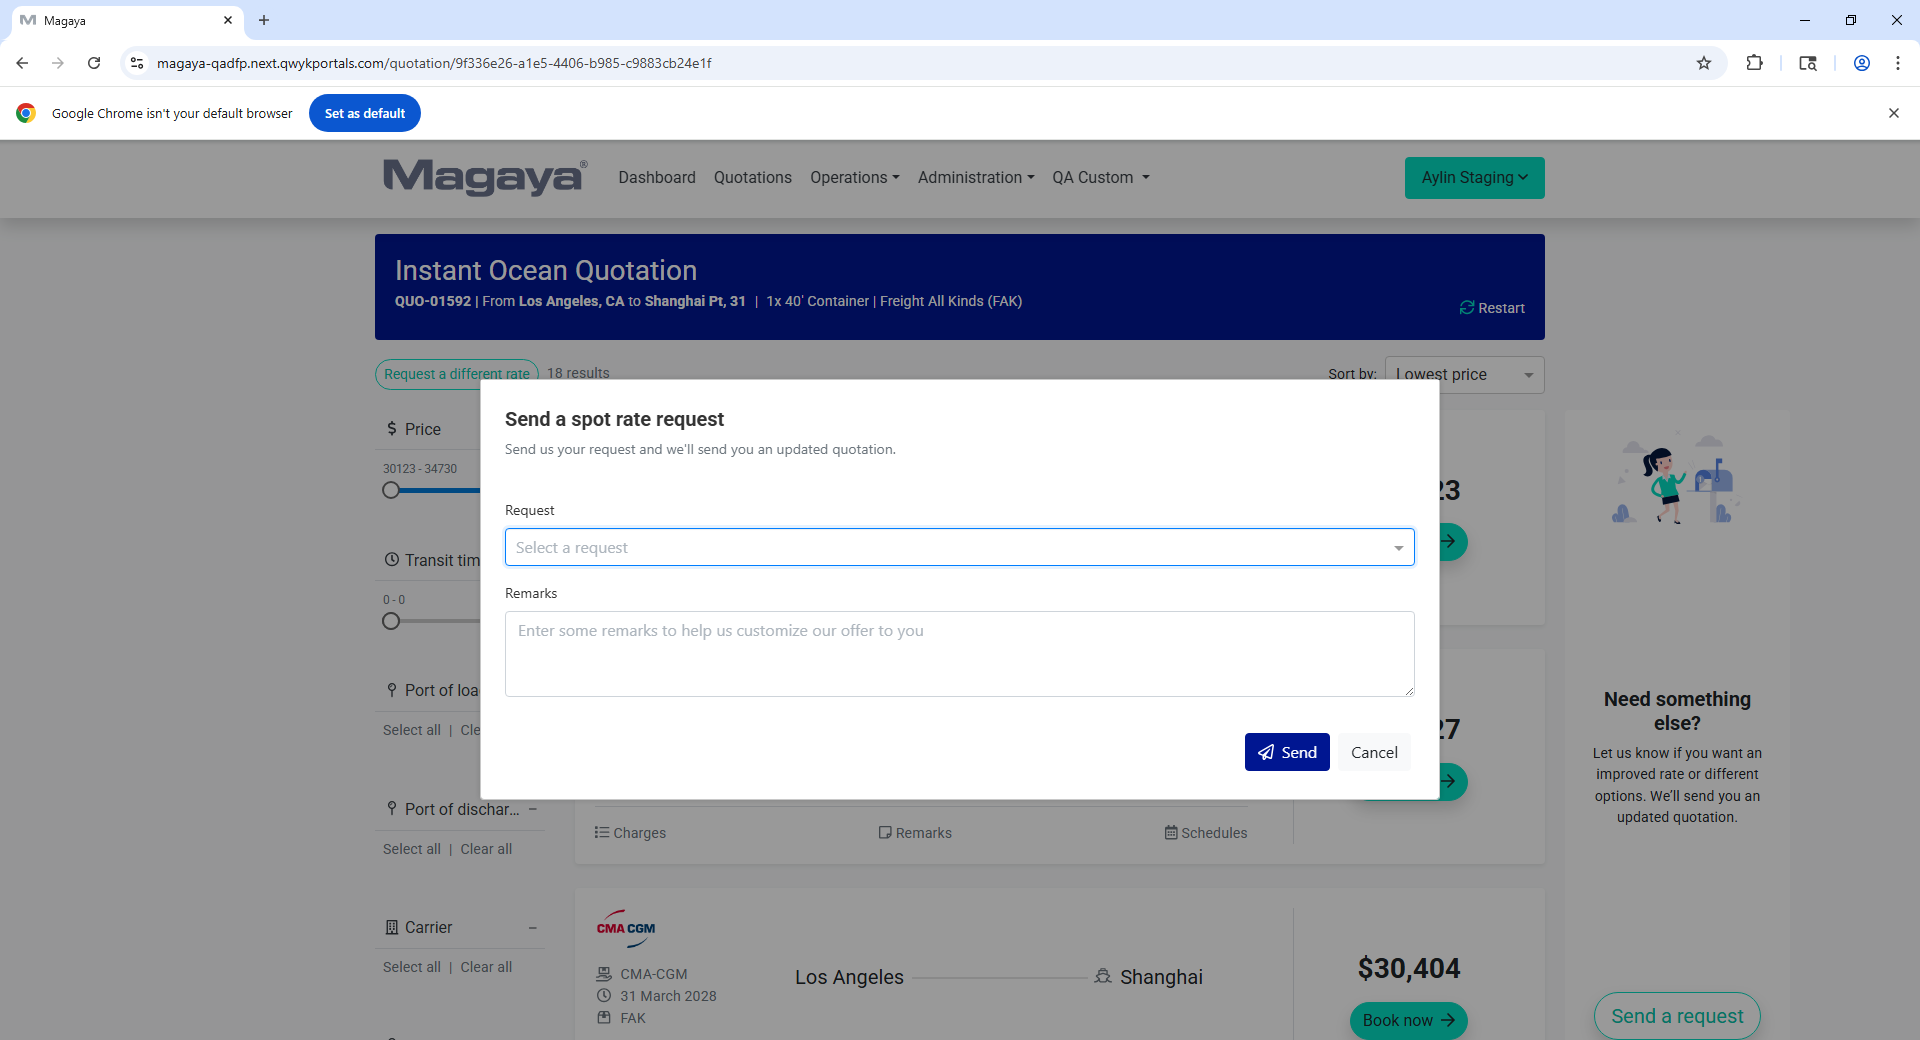 Magaya
magaya-qadfp.next.qwykportals.com/quotation/9f336e26-a1e5-4406-b985-c9883cb24e1f
Google Chrome isn't your default browser
Set as default
Magaya®
Dashboard
Quotations
Operations
Administration
QA Custom
Aylin Staging
Instant Ocean Quotation
QUO-01592 | From Los Angeles, CA to Shanghai Pt, 31 | 1x 40' Container | Freight All Kinds (FAK)
Restart
Request a different rate
18 results
Sort by:
Lowest price
Price
30123 - 34730
Transit tim
0 - 0
Port of loa
Select all | Cle
Port of dischar...
Select all | Clear all
Carrier
Select all | Clear all
Send a spot rate request
Send us your request and we'll send you an updated quotation.
Request
Select a request
Remarks
Enter some remarks to help us customize our offer to you
Send
Cancel
23
27
Charges
Remarks
Schedules
CMA CGM
CMA-CGM
31 March 2028
FAK
Los Angeles
Shanghai
$30,404
Book now
Need something
else?
Let us know if you want an
improved rate or different
options. We'll send you an
updated quotation.
Send a request